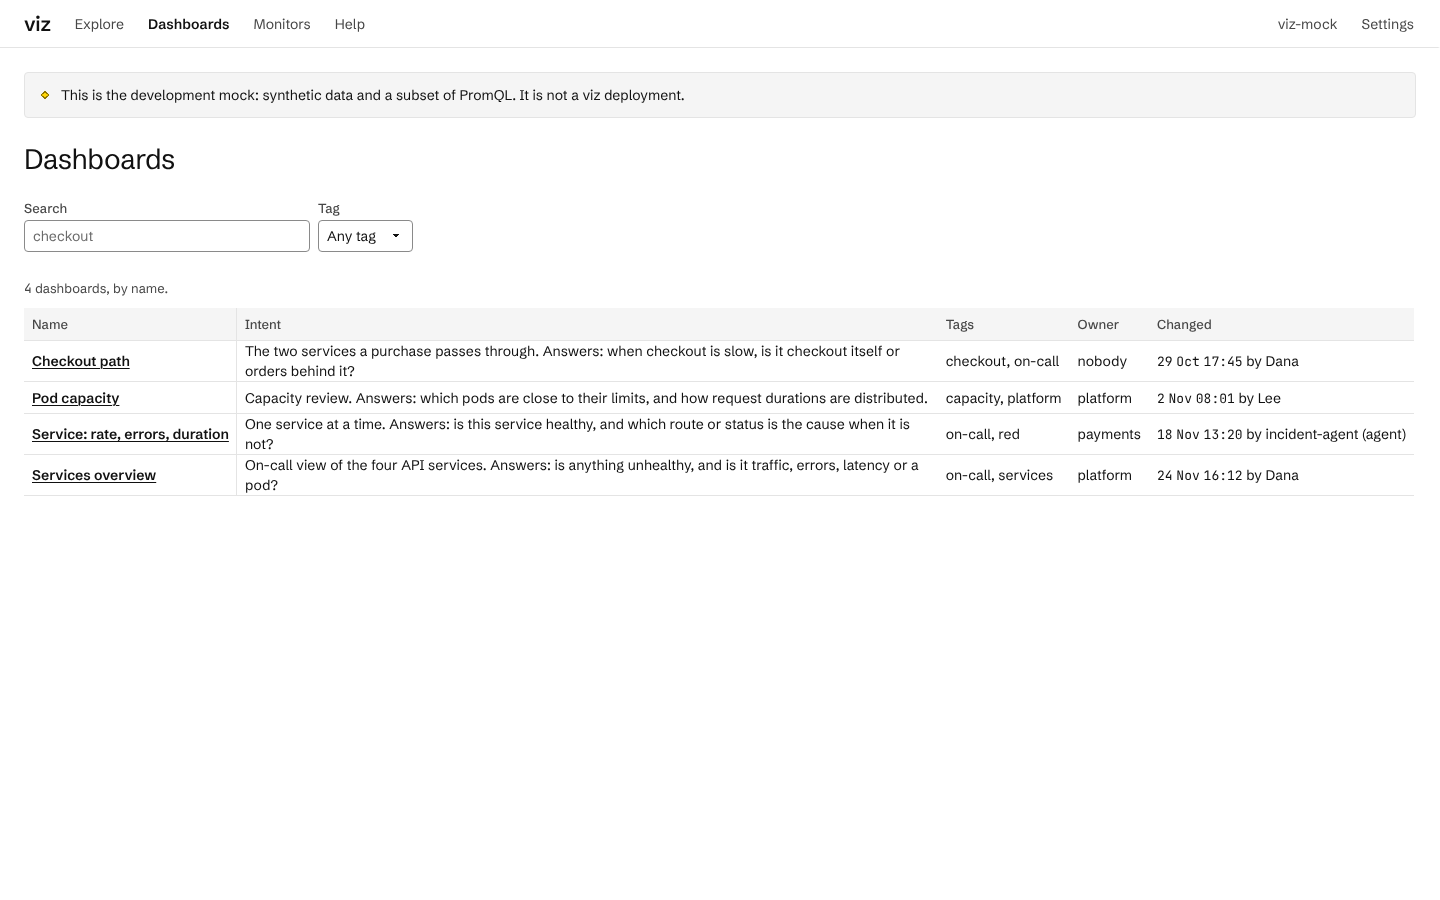 viz Explore Dashboards Monitors Help viz-mock Settings
This is the development mock: synthetic data and a subset of PromQL. It is not a viz deployment.
Dashboards
Search Tag
checkout Any tag
4 dashboards, by name.
Name Intent Tags Owner Changed
Checkout path The two services a purchase passes through. Answers: when checkout is slow, is it checkout itself or
orders behind it? checkout, on-call nobody 29 Oct 17:45 by Dana
Pod capacity Capacity review. Answers: which pods are close to their limits, and how request durations are distributed. capacity, platform platform 2 Nov 08:01 by Lee
Service: rate, errors, duration One service at a time. Answers: is this service healthy, and which route or status is the cause when it is
not? on-call, red payments 18 Nov 13:20 by incident-agent (agent)
Services overview On-call view of the four API services. Answers: is anything unhealthy, and is it traffic, errors, latency or a
pod? on-call, services platform 24 Nov 16:12 by Dana